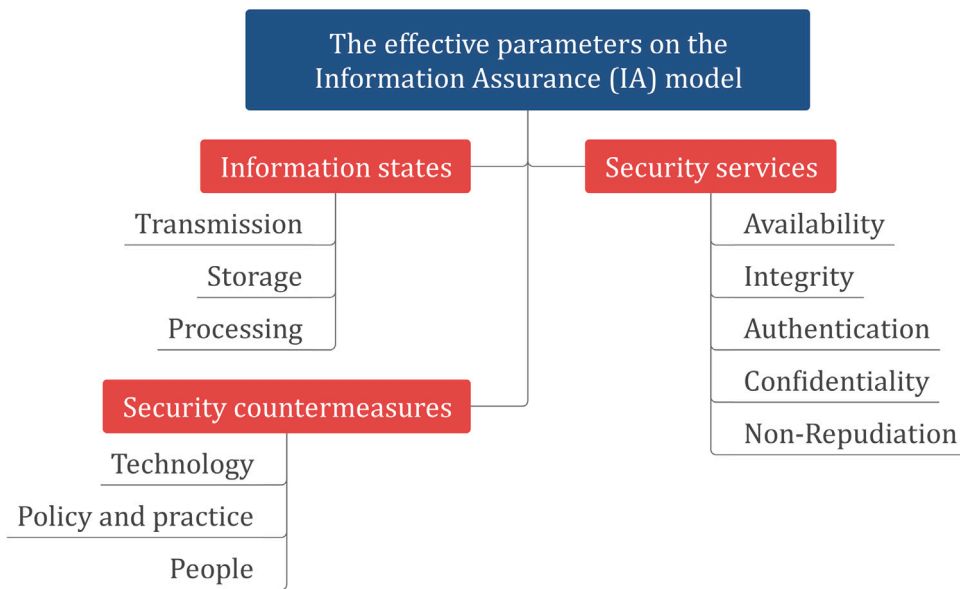 The effective parameters on the
Information Assurance (IA) model
Information states
Transmission
Storage
Processing
Security services
Availability
Integrity
Authentication
Confidentiality
Non-Repudiation
Security countermeasures
Technology
Policy and practice
People